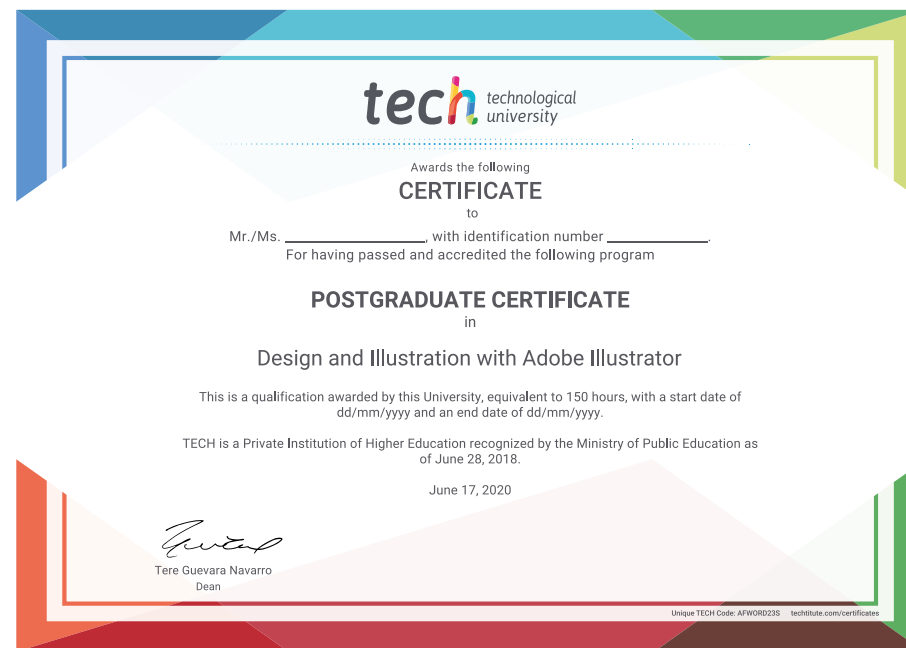 tech technological
university
Awards the following
CERTIFICATE
to
Mr./Ms. ____________________, with identification number ______________.
For having passed and accredited the following program
POSTGRADUATE CERTIFICATE
in
Design and Illustration with Adobe Illustrator
This is a qualification awarded by this University, equivalent to 150 hours, with a start date of
dd/mm/yyyy and an end date of dd/mm/yyyy.
TECH is a Private Institution of Higher Education recognized by the Ministry of Public Education as
of June 28, 2018.
June 17, 2020
Tere Guevara Navarro
Dean
Unique TECH Code: AFWORD23S techtitute.com/certificates